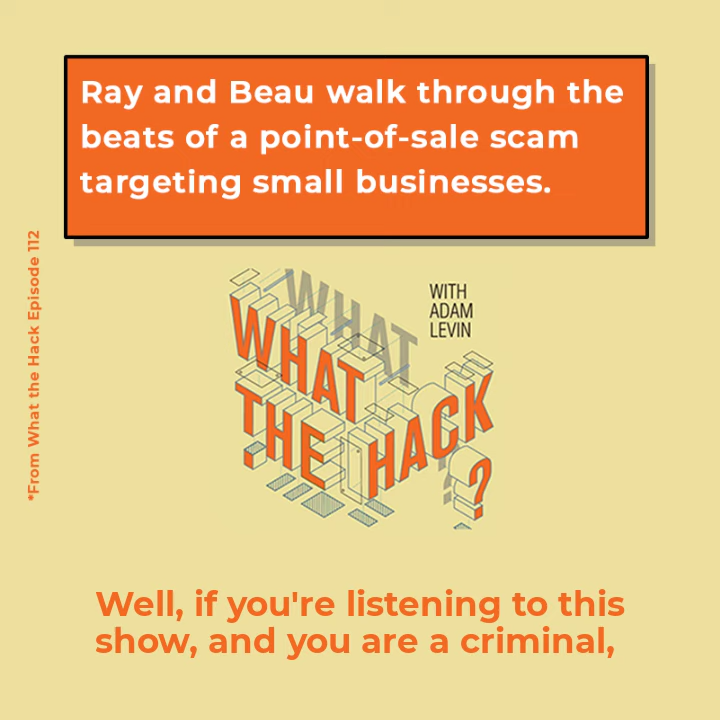 Ray and Beau walk through the
beats of a point-of-sale scam
targeting small businesses.
*From What the Hack Episode 112
WITH
ADAM
LEVIN
WHAT
WHAT
THE HACK
?
Well, if you're listening to this
show, and you are a criminal,